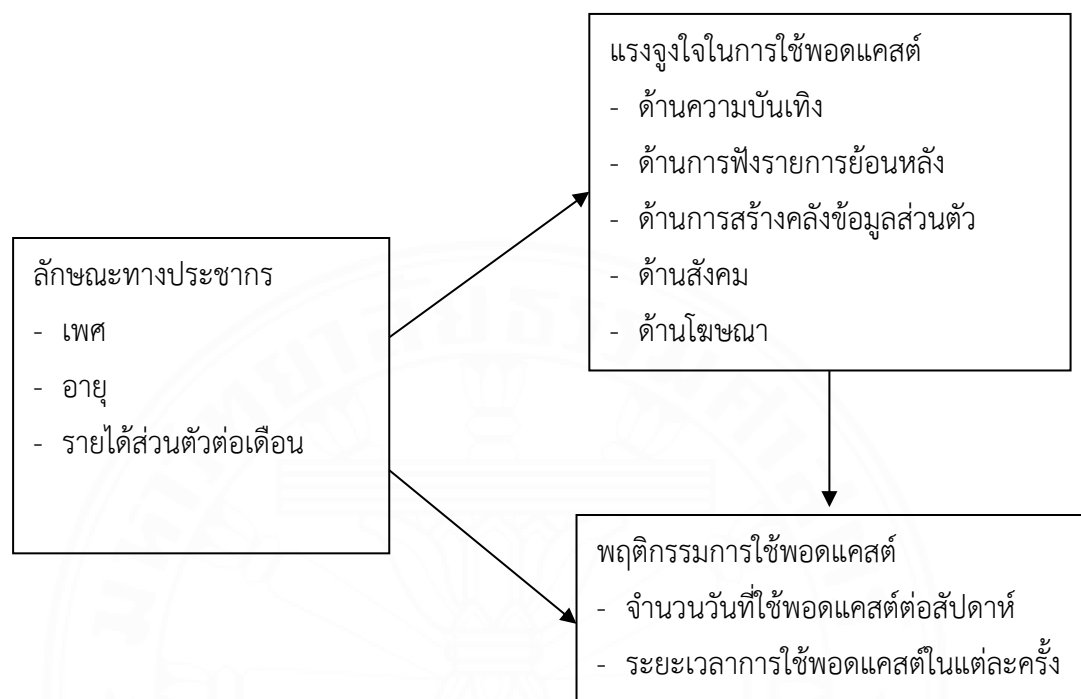 แรงจูงใจในการใช้พอดแคสต์
- ด้านความบันเทิง
- ด้านการฟังรายการย้อนหลัง
- ด้านการสร้างคลังข้อมูลส่วนตัว
- ด้านสังคม
- ด้านโฆษณา
ลักษณะทางประชากร
- เพศ
- อายุ
- รายได้ส่วนตัวต่อเดือน
พฤติกรรมการใช้พอดแคสต์
- จำนวนวันที่ใช้พอดแคสต์ต่อสัปดาห์
- ระยะเวลาการใช้พอดแคสต์ในแต่ละครั้ง